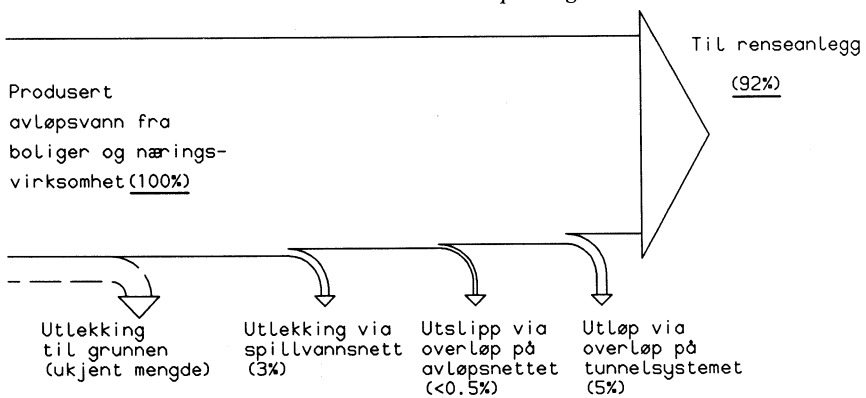 Til renseanlegg
(92%)
Produsert
avløpsvann fra
boliger og nærings-
virksomhet (100%)
Utlekking
til grunnen
(ukjent mengde)
Utlekking via
spillvannsnett
(3%)
Utslipp via
overløp på
avløpsnettet
(<0.5%)
Utløp via
overløp på
tunnelsystemet
(5%)